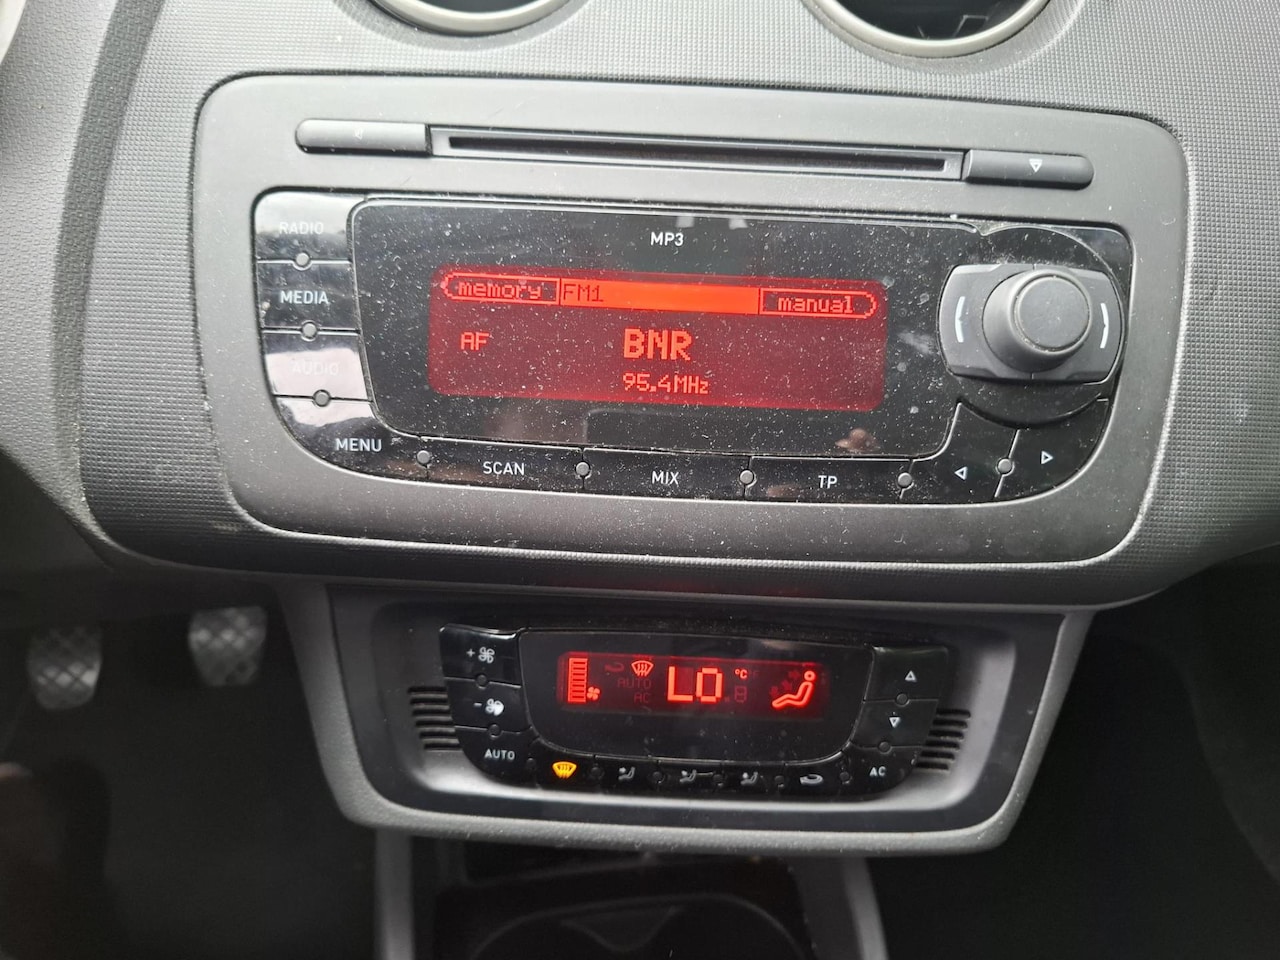 MP3
RADIO
MEDIA
AUDIO
MENU
memory FM1 manual
AF BNR
95.4MHz
SCAN MIX TP
AUTO
AC
LO °C
AUTO AC